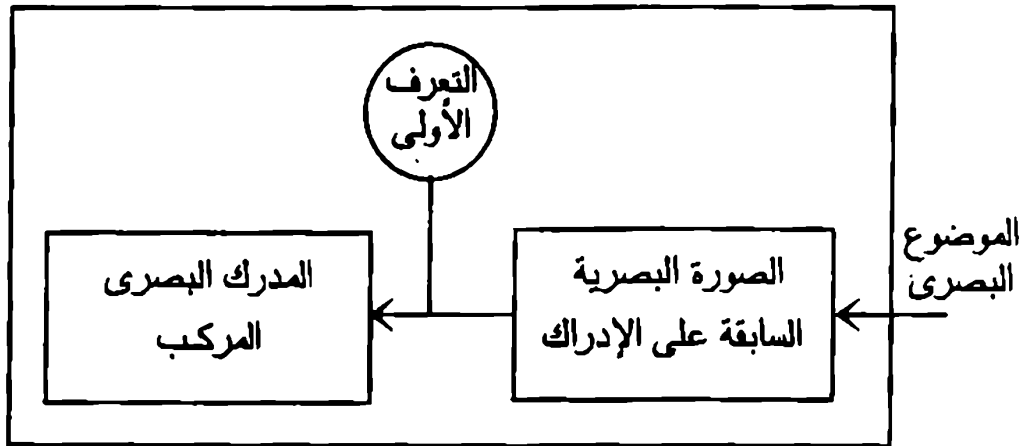 التعرف
الأولى
الموضوع
البصرى
الصورة البصرية
السابقة على الإدراك
المدرك البصرى
المركب